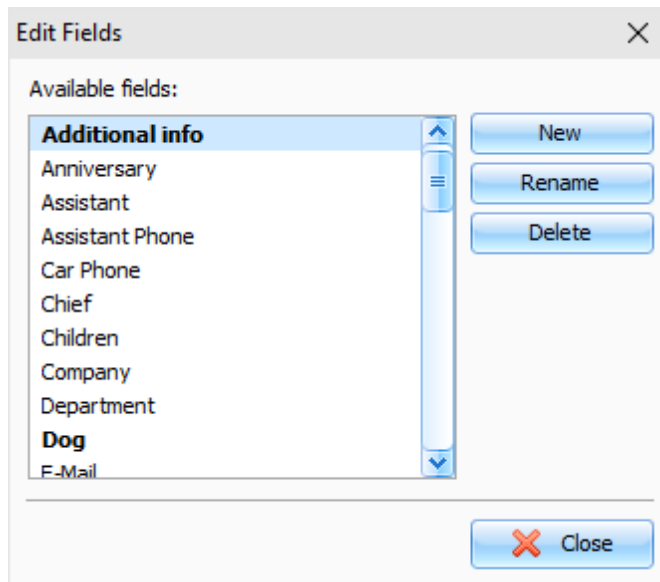 Edit Fields
Available fields:
Additional info
Anniversary
Assistant
Assistant Phone
Car Phone
Chief
Children
Company
Department
Dog
E-Mail
New
Rename
Delete
Close